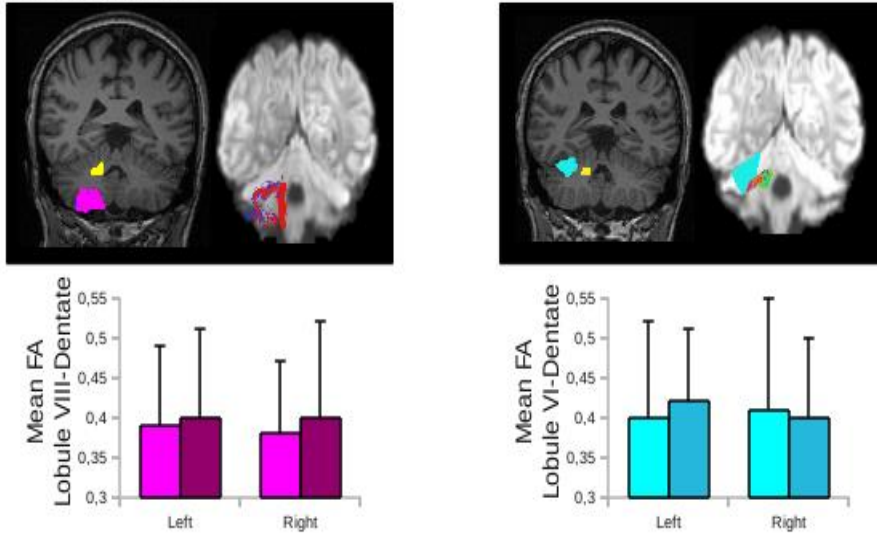 Mean FA
Lobule VIII-Dentate
0,55
0,5
0,45
0,4
0,35
0,3
Left
Right
Mean FA
Lobule VI-Dentate
0,55
0,5
0,45
0,4
0,35
0,3
Left
Right